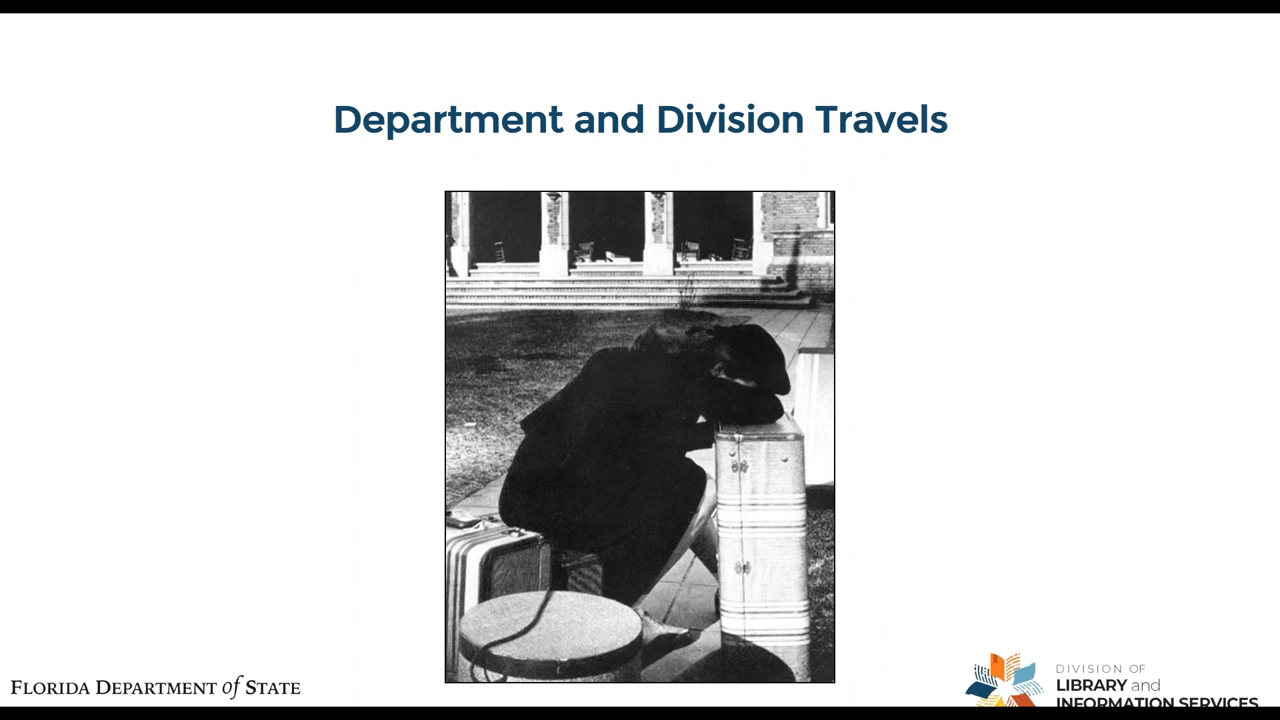 Department and Division Travels
FLORIDA DEPARTMENT of STATE
DIVISION OF
LIBRARY and
INFORMATION SERVICES